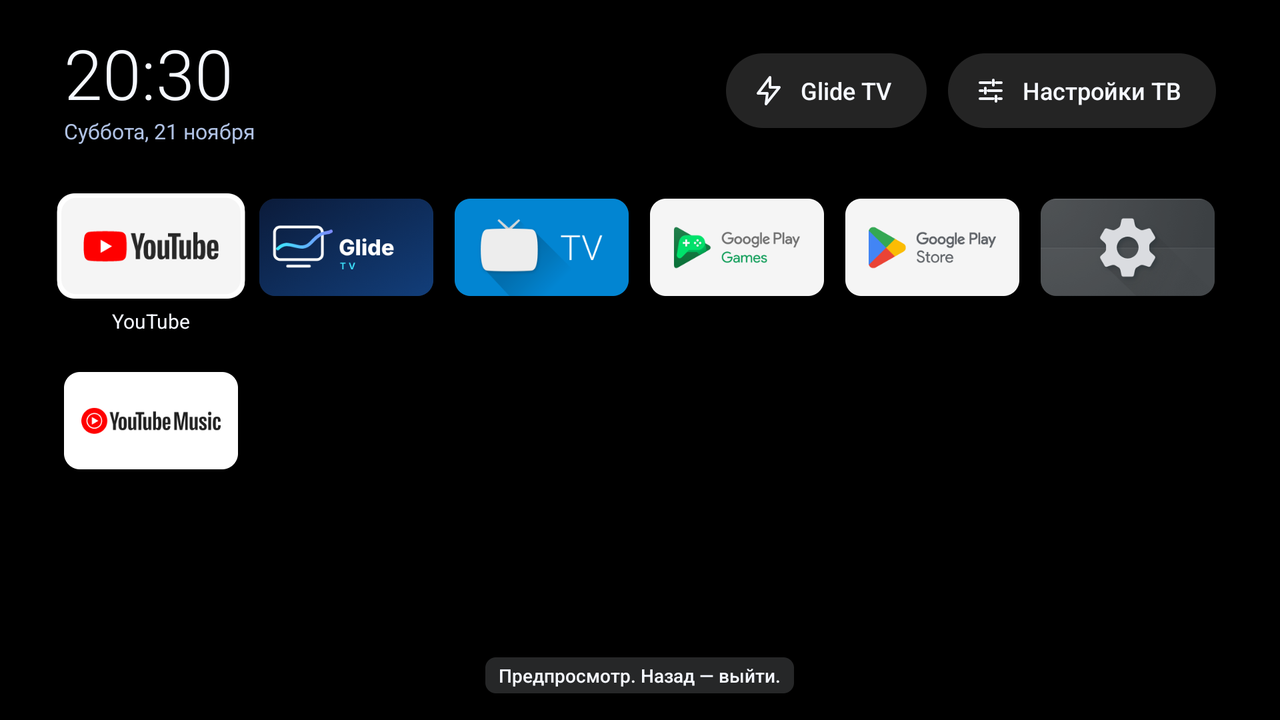 20:30
Суббота, 21 ноября
Glide TV
Настройки ТВ
YouTube
Glide
TV
TV
Google Play
Games
Google Play
Store
YouTube
YouTube Music
Предпросмотр. Назад — выйти.